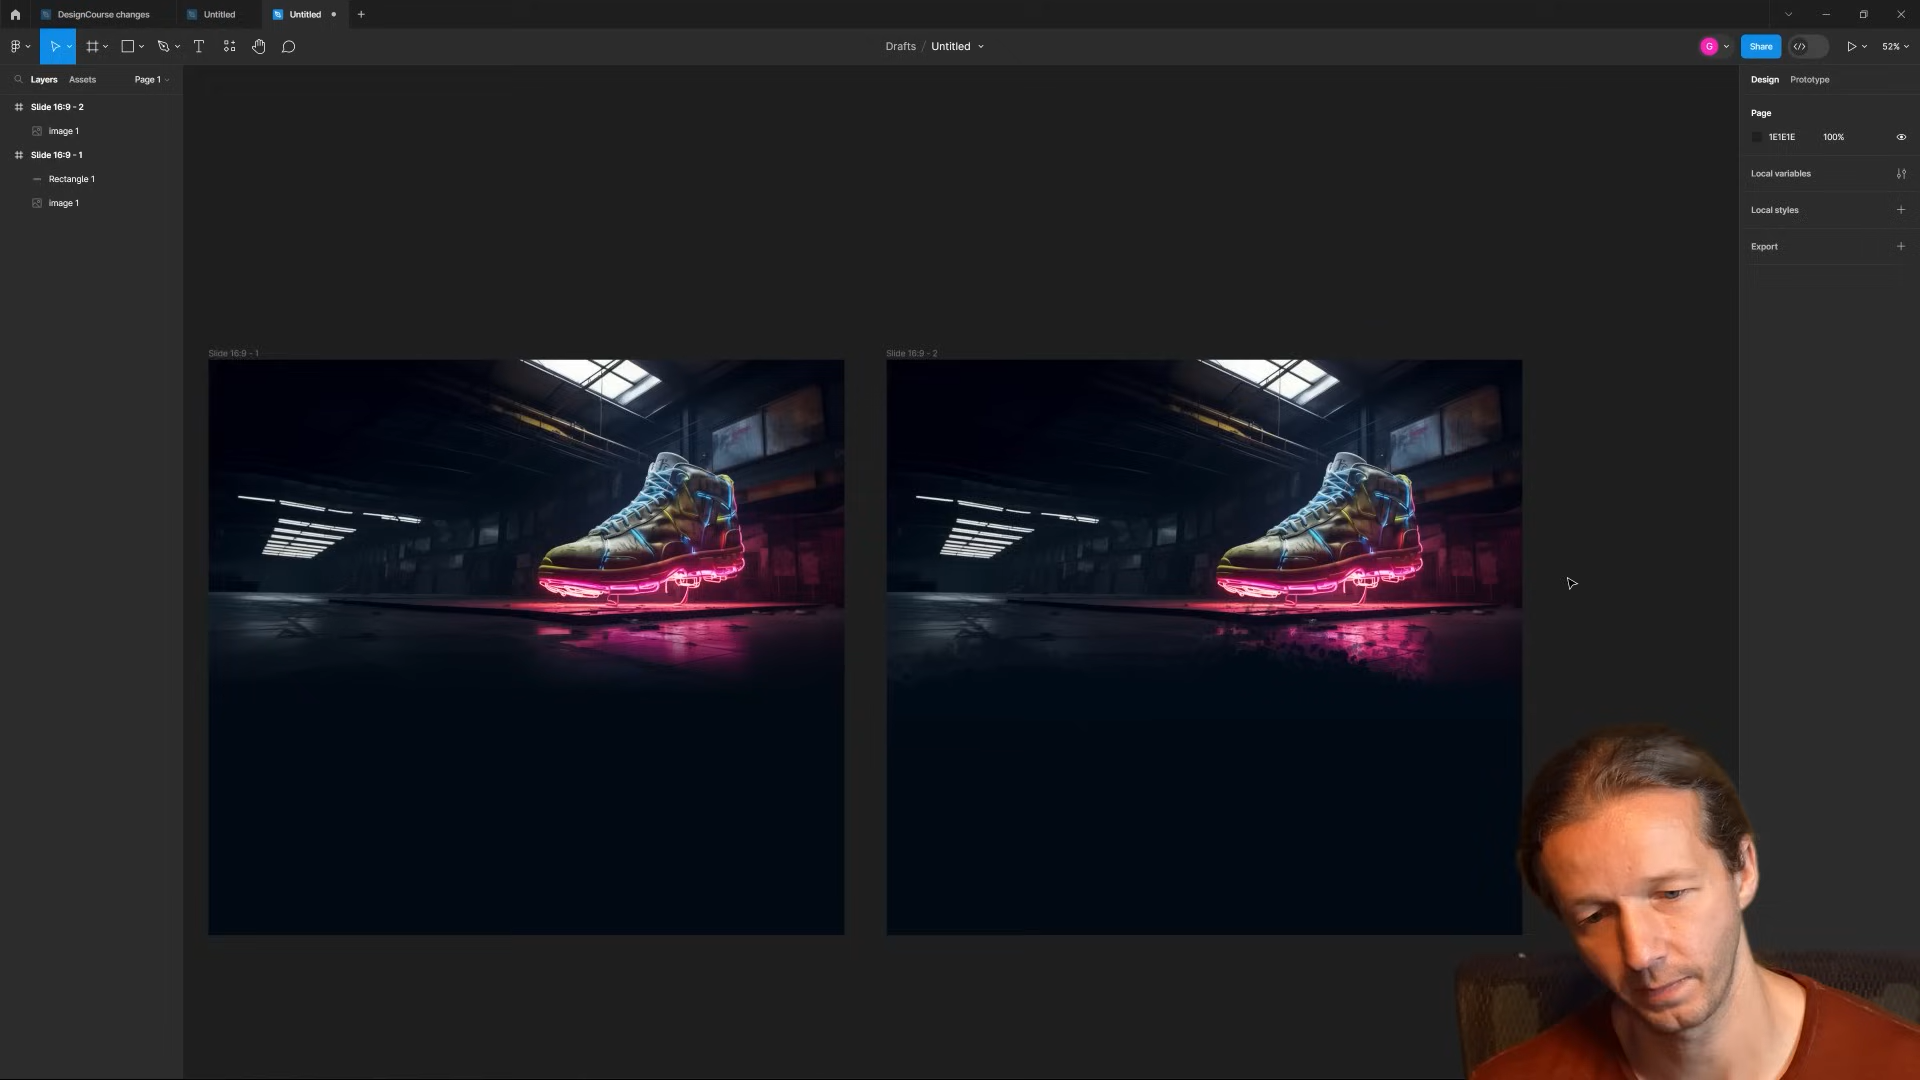 DesignCourse changes
Untitled
Untitled
Drafts / Untitled
G
Share
52%
Layers
Assets
Page 1
Slide 16:9 - 2
image 1
Slide 16:9 - 1
Rectangle 1
image 1
Slide 16:9 - 1
Slide 16:9 - 2
Design
Prototype
Page
1E1E1E
100%
Local variables
Local styles
Export